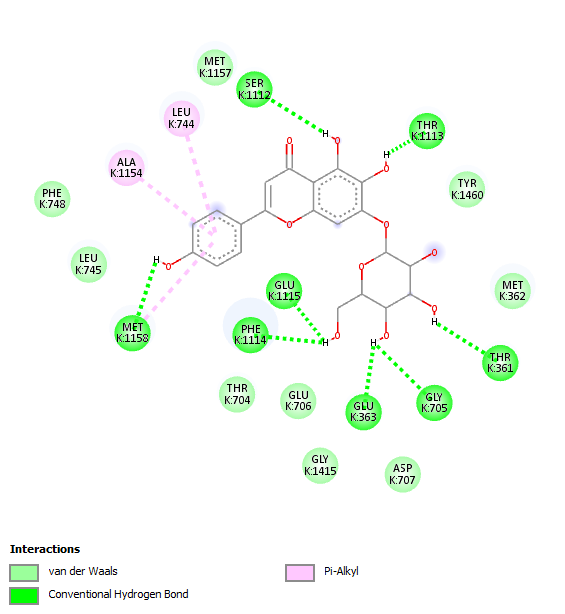 MET
K:1157
SER
K:1112
LEU
K:744
THR
K:1113
ALA
K:1154
H
O
O
H
O
TYR
K:1460
PHE
K:748
O
O
O
LEU
K:745
H
O
O
GLU
K:1115
MET
K:362
MET
K:1158
PHE
K:1114
O
H
O
H
O
H
O
H
THR
K:361
THR
K:704
GLU
K:706
GLU
K:363
GLY
K:705
GLY
K:1415
ASP
K:707
Interactions
van der Waals
Pi-Alkyl
Conventional Hydrogen Bond